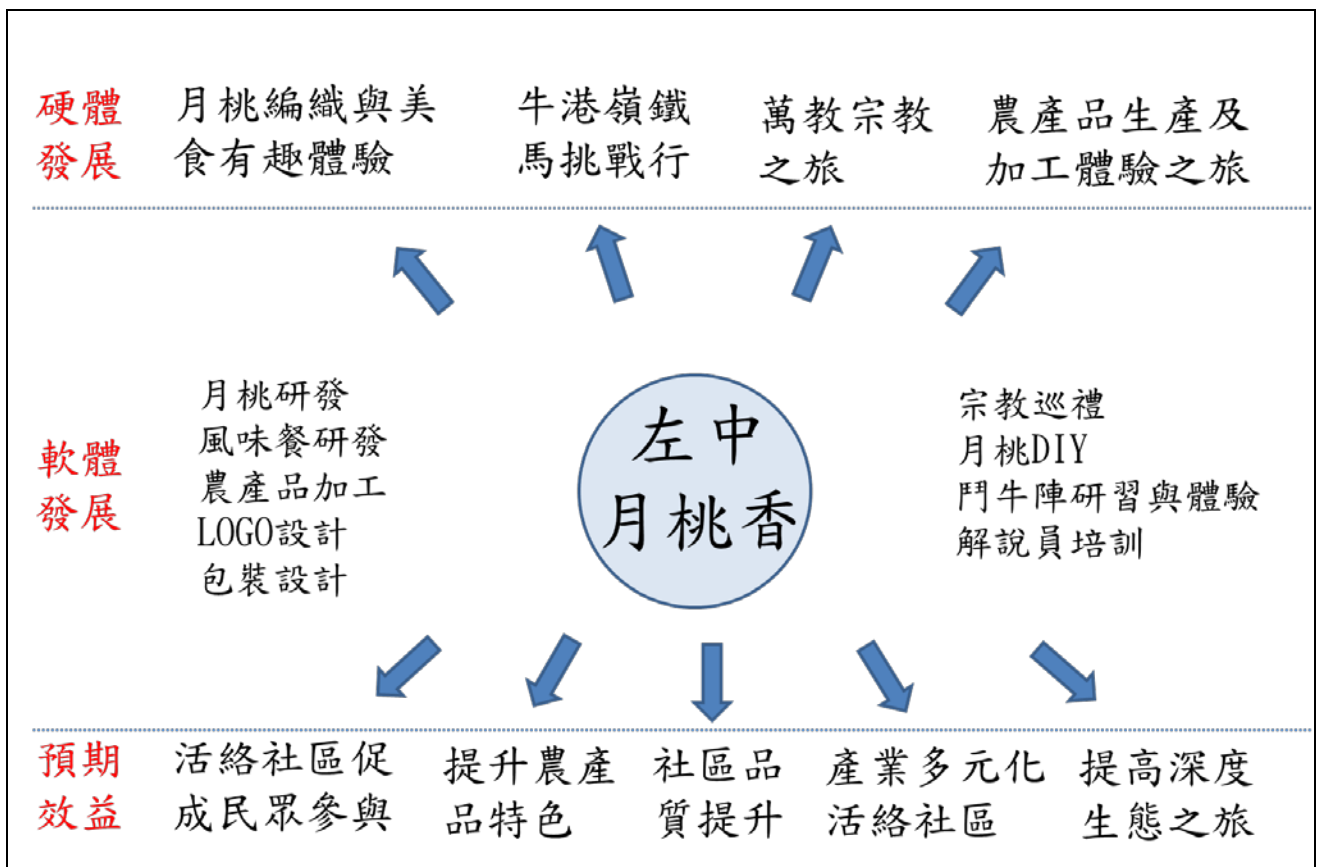 硬體
發展
月桃編織與美
食有趣體驗
牛港嶺鐵
馬挑戰行
萬教宗教
之旅
農產品生產及
加工體驗之旅
軟體
發展
月桃研發
風味餐研發
農產品加工
LOGO設計
包裝設計
左中
月桃香
宗教巡禮
月桃DIY
鬥牛陣研習與體驗
解說員培訓
預期
效益
活絡社區促
成民眾參與
提升農產
品特色
社區品
質提升
產業多元化
活絡社區
提高深度
生態之旅